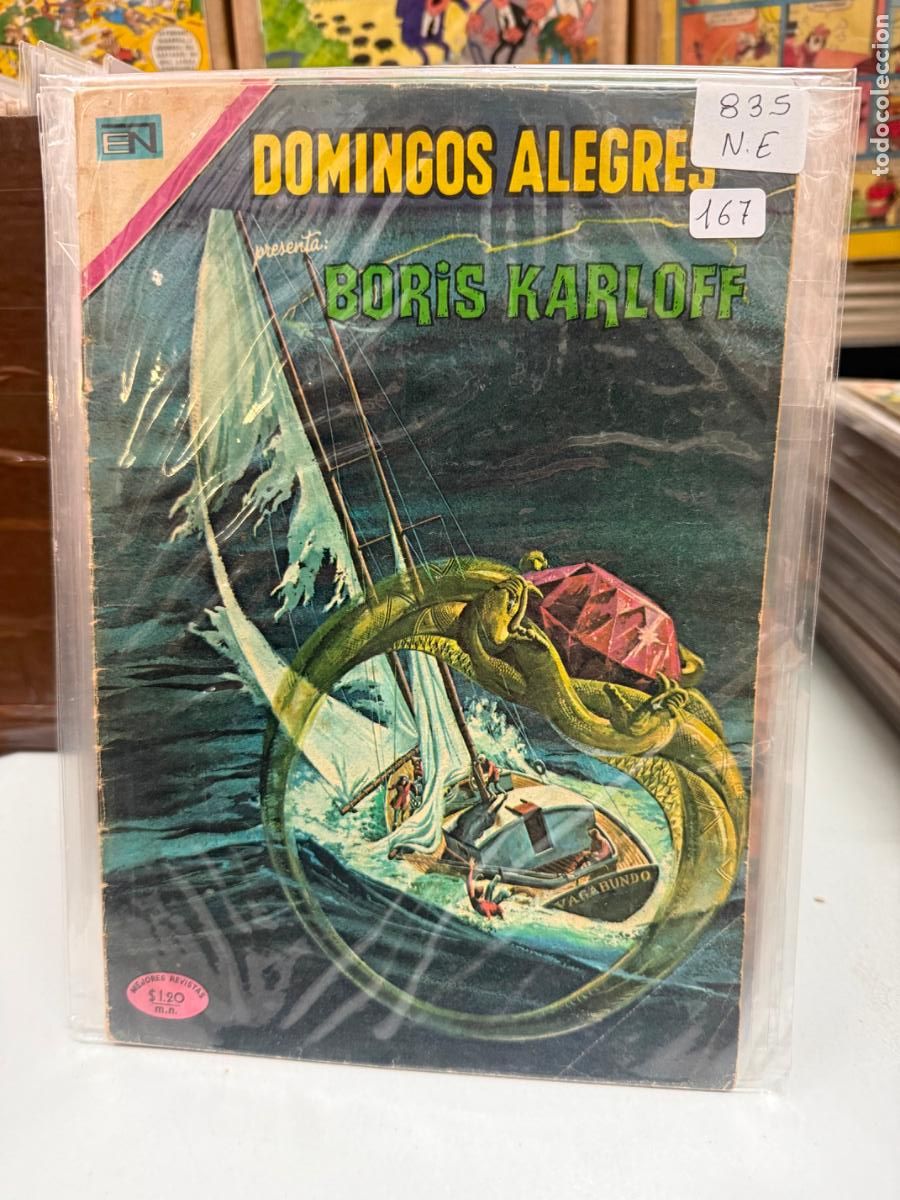 EN
DOMINGOS ALEGRES
presenta:
BORIS KARLOFF
835
N.E
167
VAGABUNDO
MEJORES REVISTAS
$1.20
m.n.
todocoleccion